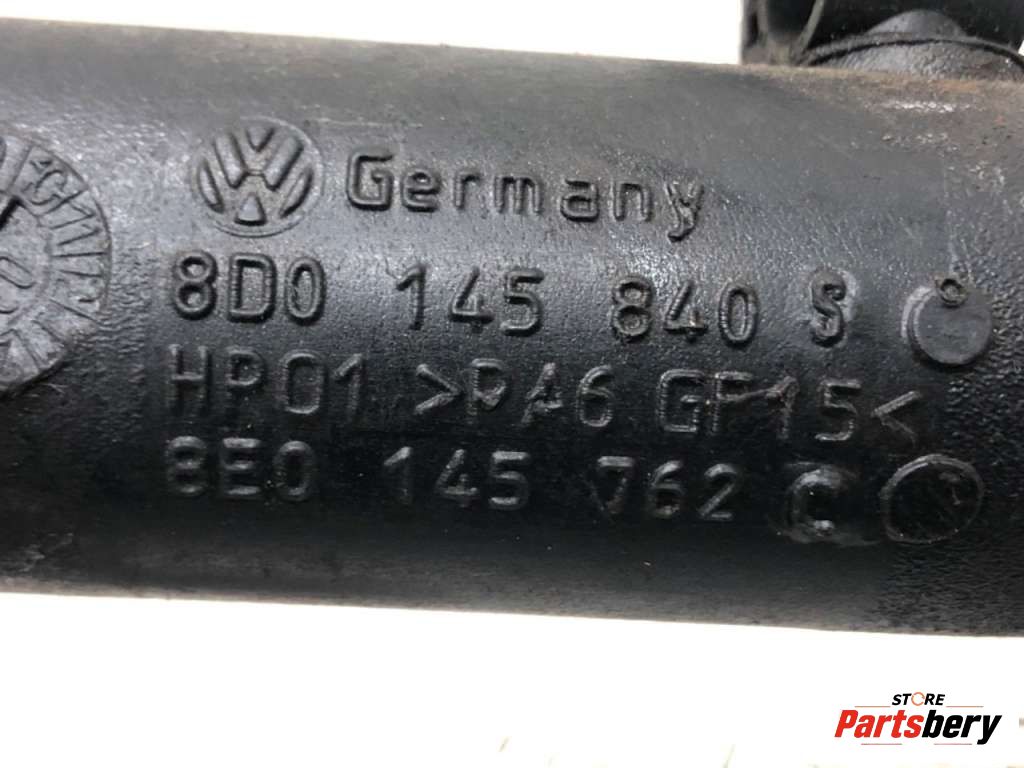 VW Germany
8D0 145 840 S
HP01 >PA6 GF15<
8E0 145 762 C
STORE
Partsbery